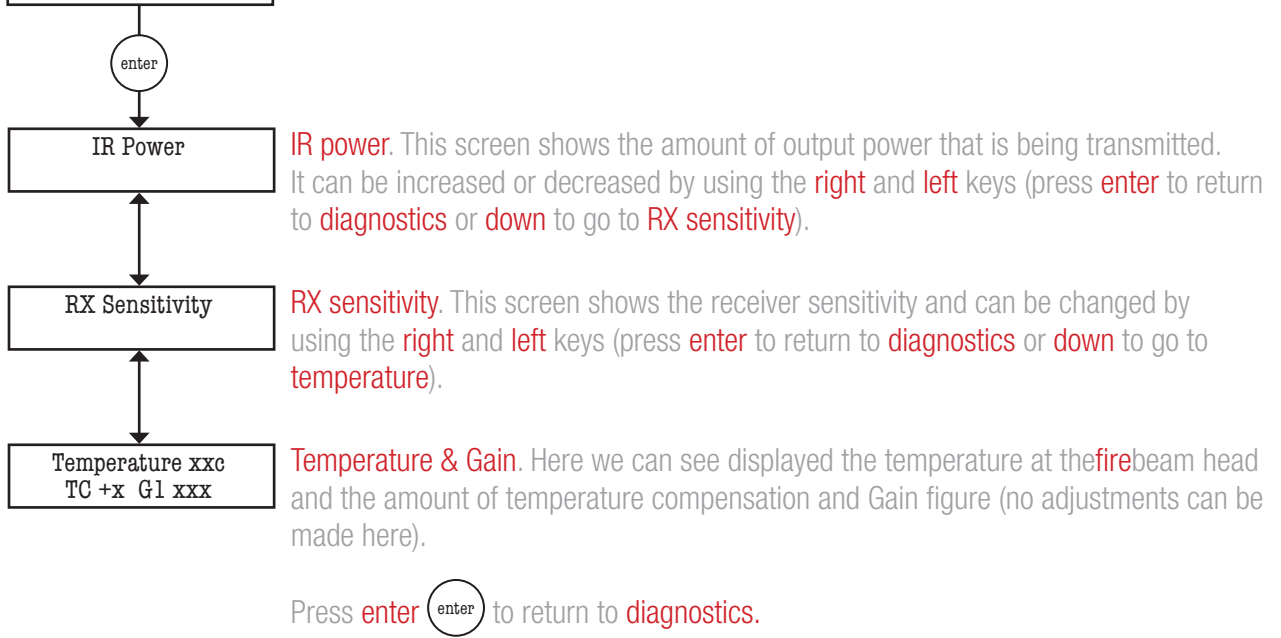 enter
IR Power
IR power. This screen shows the amount of output power that is being transmitted.
It can be increased or decreased by using the right and left keys (press enter to return
to diagnostics or down to go to RX sensitivity).
RX Sensitivity
RX sensitivity. This screen shows the receiver sensitivity and can be changed by
using the right and left keys (press enter to return to diagnostics or down to go to
temperature).
Temperature xxc
TC +x G1 xxx
Temperature & Gain. Here we can see displayed the temperature at thefirebeam head
and the amount of temperature compensation and Gain figure (no adjustments can be
made here).
Press enter enter to return to diagnostics.